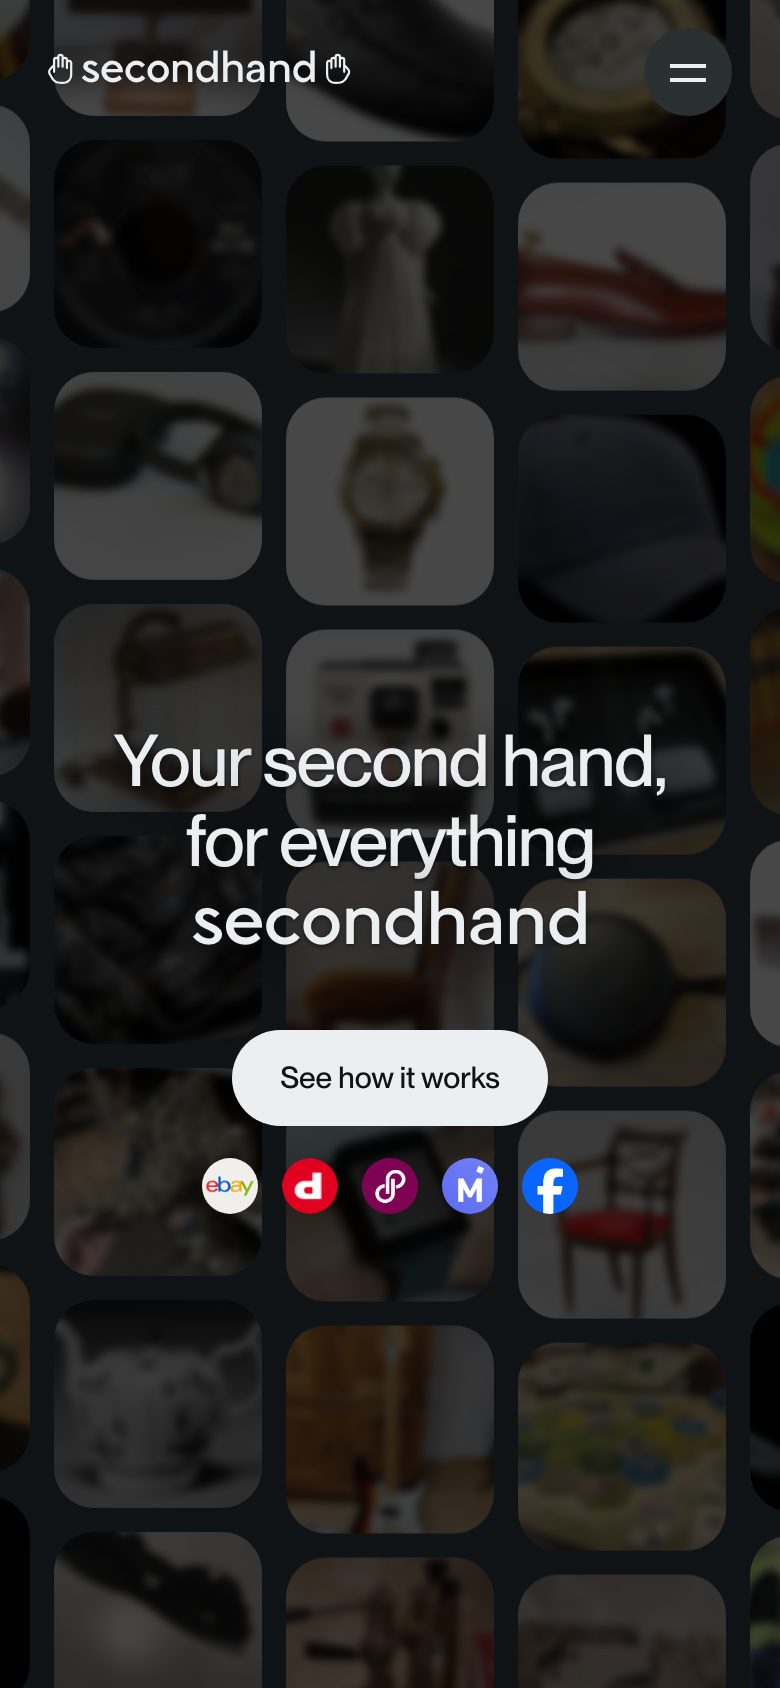 secondhand
Your second hand,
for everything
secondhand
See how it works
ebay
d
M
f